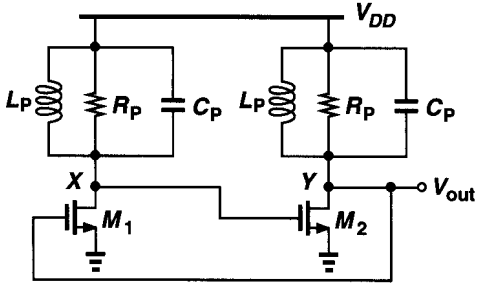 V_DD
L_P R_P C_P L_P R_P C_P
X Y V_out
M_1 M_2